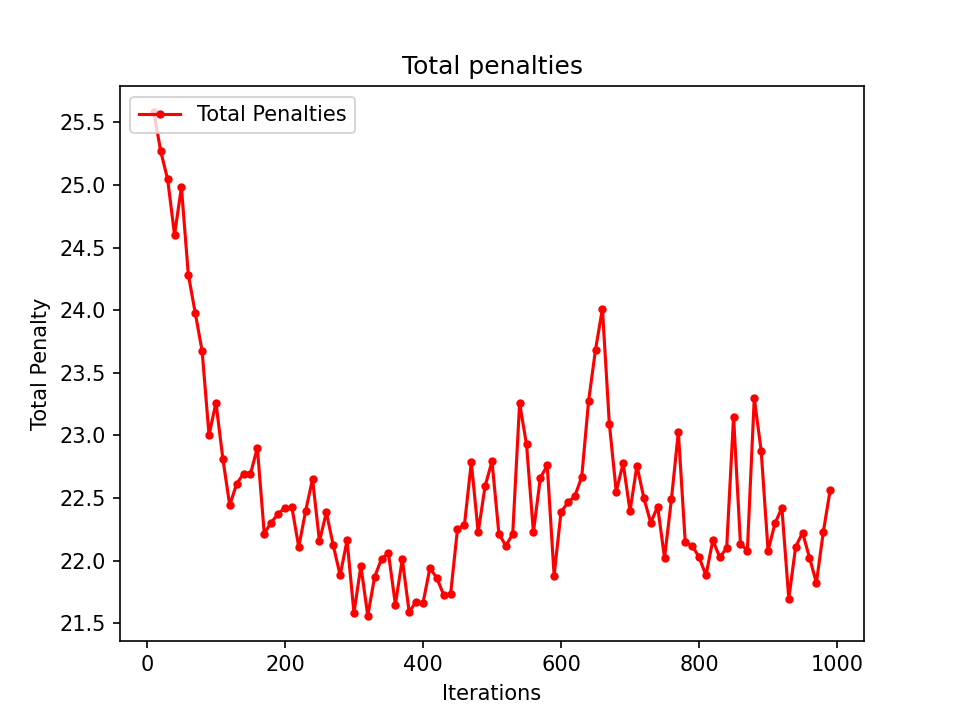 Total penalties
Total Penalties
25.5
25.0
24.5
24.0
23.5
23.0
22.5
22.0
21.5
Total Penalty
0 200 400 600 800 1000
Iterations